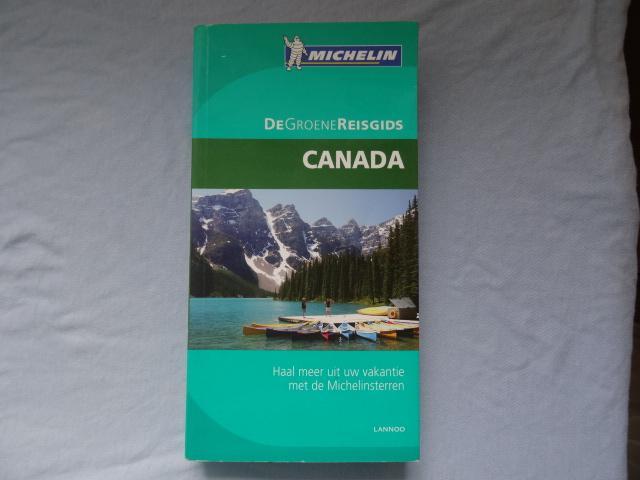 MICHELIN
DEGROENEREISGIDS
CANADA
Haal meer uit uw vakantie
met de Michelinsterren
LANNOO